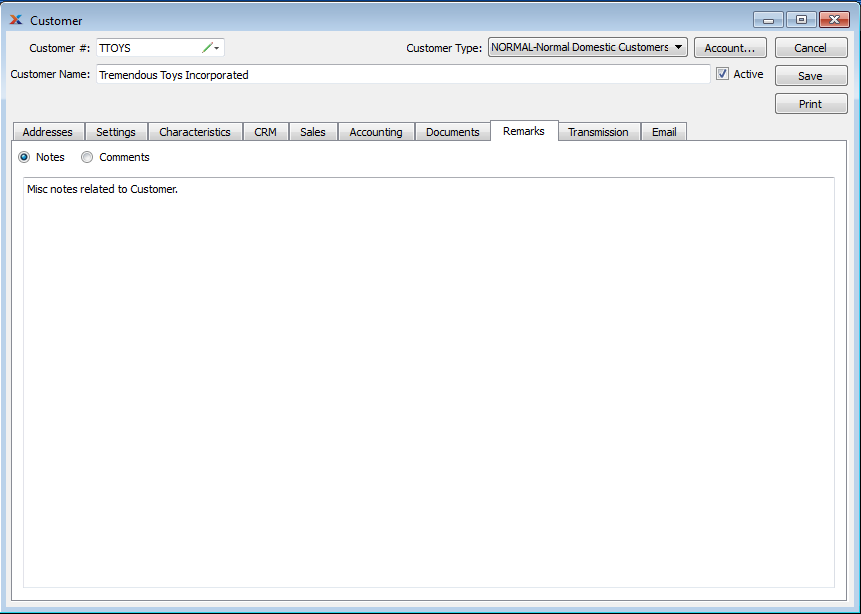 Customer
Customer #: TTOYS Customer Type: NORMAL-Normal Domestic Customers Account... Cancel
Customer Name: Tremendous Toys Incorporated Active Save
Print
Addresses Settings Characteristics CRM Sales Accounting Documents Remarks Transmission Email
Notes Comments
Misc notes related to Customer.